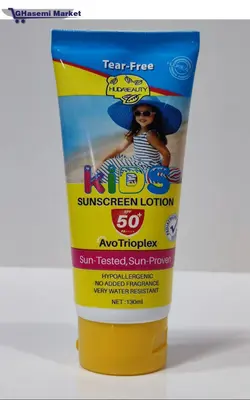 GHasemi Market
Tear-Free
HUDABEAUTY
KIDS
SUNSCREEN LOTION
SPF
50+
AvoTrioplex
Sun-Tested, Sun-Proven
HYPOALLERGENIC
NO ADDED FRAGRANCE
VERY WATER RESISTANT
NET: 130ml